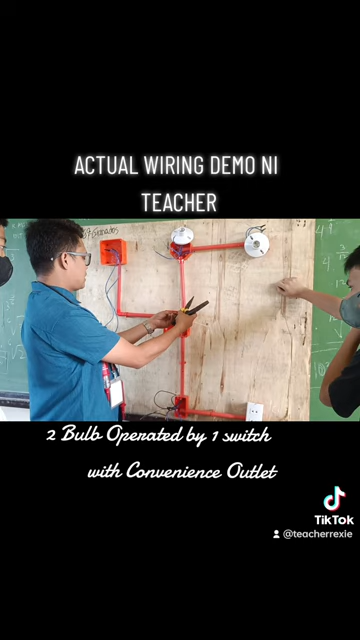 ACTUAL WIRING DEMO NI
TEACHER
2 Bulb Operated by 1 switch
with Convenience Outlet
TikTok
@teacherrexie